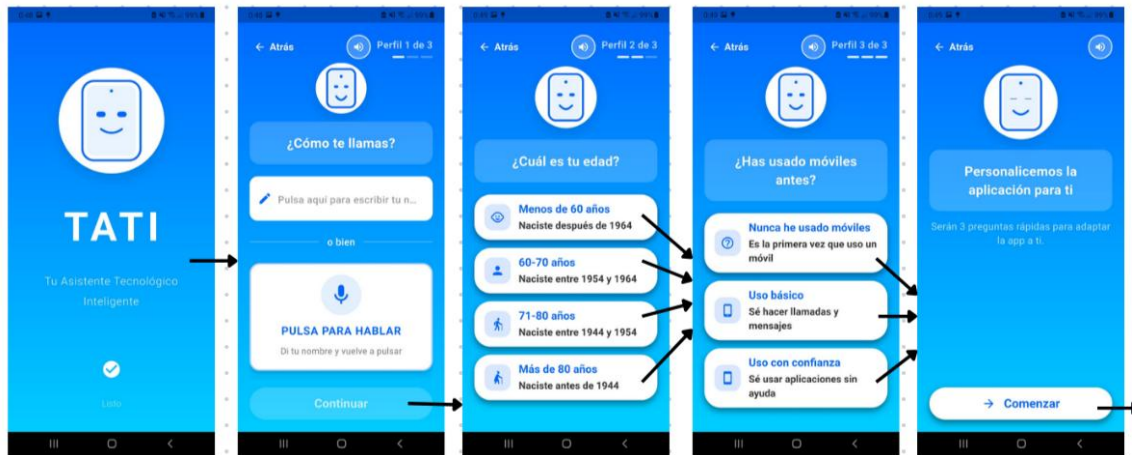 TATI
Tu Asistente Tecnológico
Inteligente
Listo
← Atrás
Perfil 1 de 3
¿Cómo te llamas?
Pulsa aquí para escribir tu n...
o bien
PULSA PARA HABLAR
Di tu nombre y vuelve a pulsar
Continuar
← Atrás
Perfil 2 de 3
¿Cuál es tu edad?
Menos de 60 años
Naciste después de 1964
60-70 años
Naciste entre 1954 y 1964
71-80 años
Naciste entre 1944 y 1954
Más de 80 años
Naciste antes de 1944
← Atrás
Perfil 3 de 3
¿Has usado móviles
antes?
Nunca he usado móviles
Es la primera vez que uso un
móvil
Uso básico
Sé hacer llamadas y
mensajes
Uso con confianza
Sé usar aplicaciones sin
ayuda
← Atrás
Personalicemos la
aplicación para ti
Serán 3 preguntas rápidas para adaptar
la app a ti.
→ Comenzar